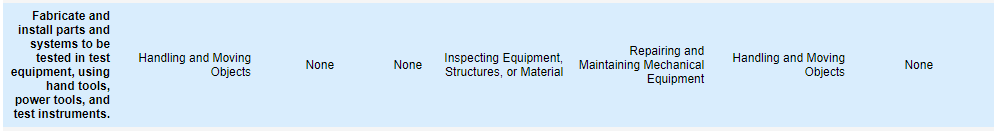 Fabricate and
install parts and
systems to be
tested in test
equipment, using
hand tools,
power tools, and
test instruments.
Handling and Moving
Objects
None
None
Inspecting Equipment,
Structures, or Material
Repairing and
Maintaining Mechanical
Equipment
Handling and Moving
Objects
None